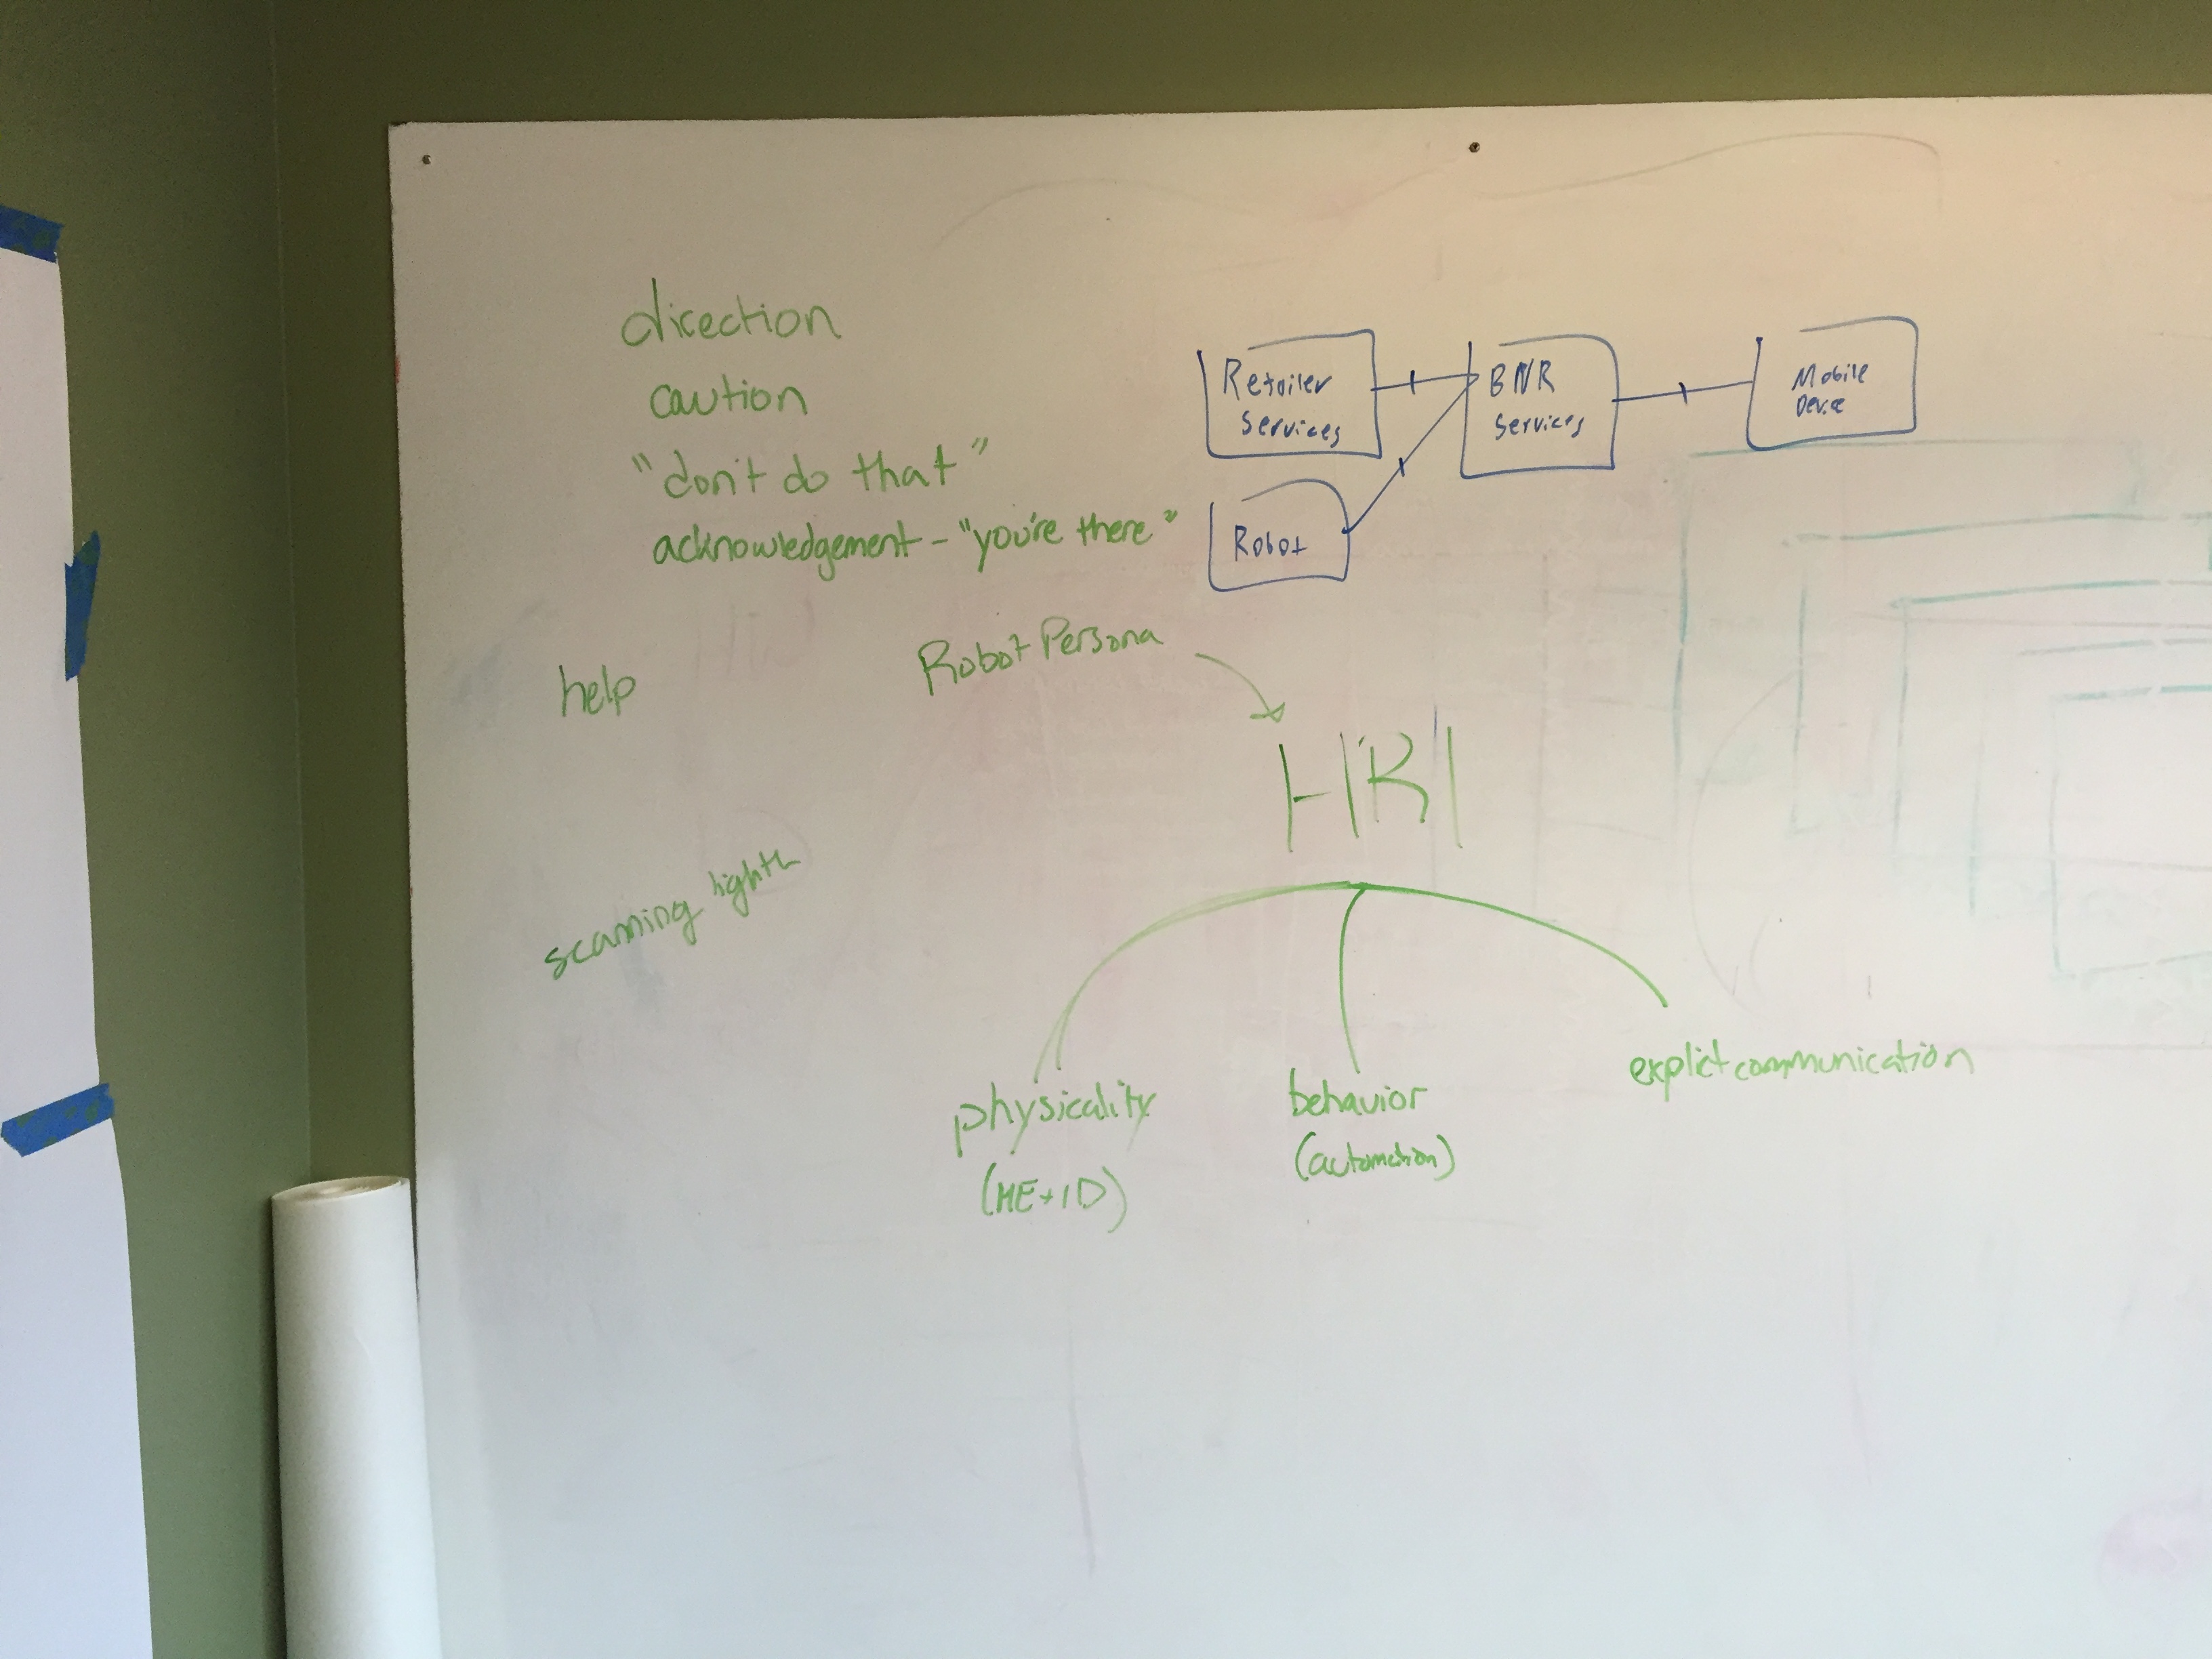 direction
caution
"don't do that"
acknowledgement - "you're there"
help
scanning
Retailer
Services
BNR
Services
Mobile
Device
Robot
Robot Persona
HRI
physicality
(ME+ID)
behavior
(automation)
explict communication